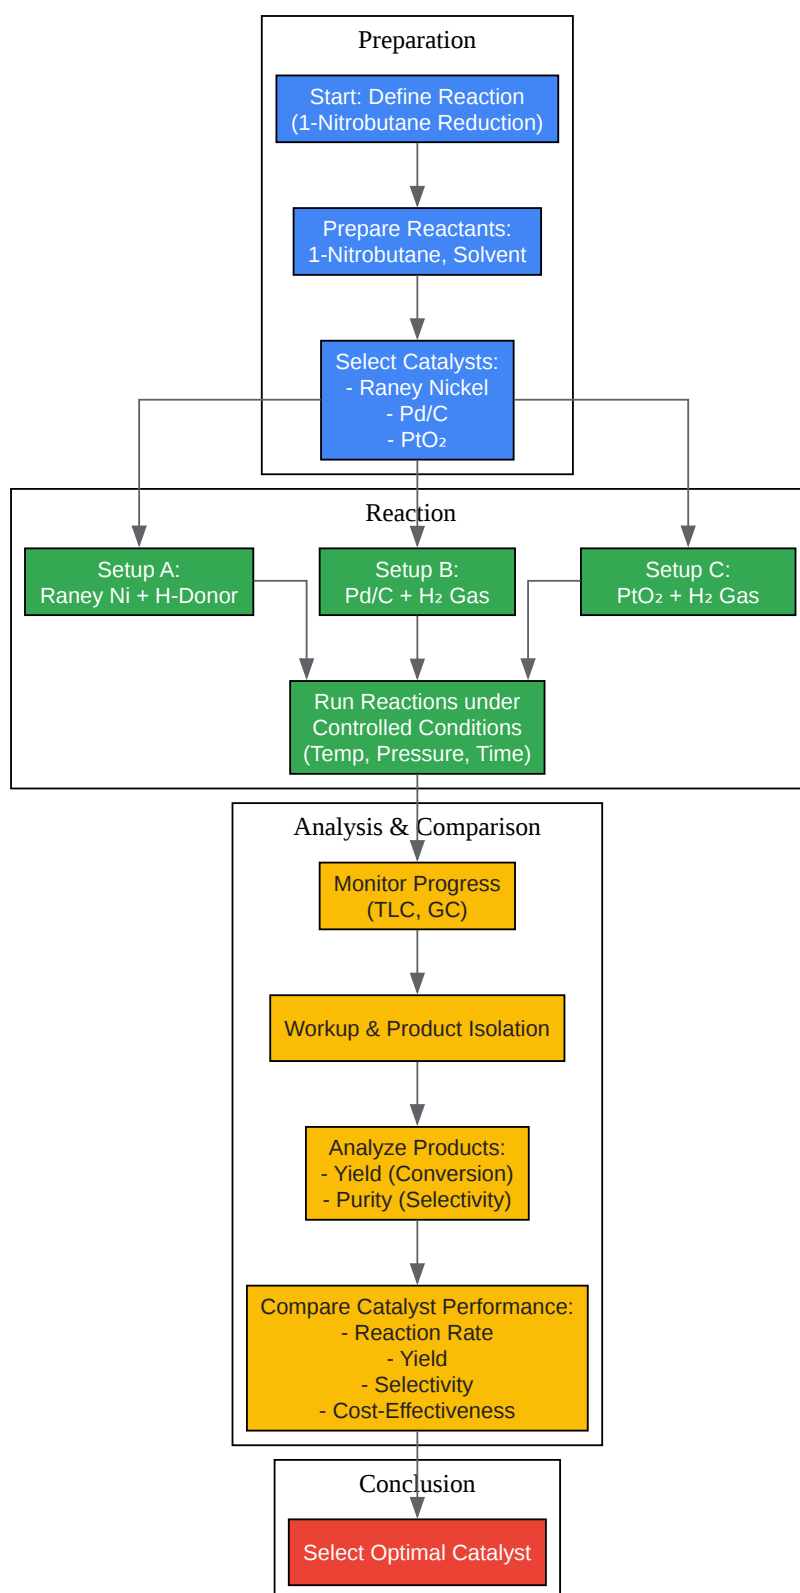 Preparation
Start: Define Reaction
(1-Nitrobutane Reduction)
Prepare Reactants:
1-Nitrobutane, Solvent
Select Catalysts:
- Raney Nickel
- Pd/C
- PtO₂
Reaction
Setup A:
Raney Ni + H-Donor
Setup B:
Pd/C + H₂ Gas
Setup C:
PtO₂ + H₂ Gas
Run Reactions under
Controlled Conditions
(Temp, Pressure, Time)
Analysis & Comparison
Monitor Progress
(TLC, GC)
Workup & Product Isolation
Analyze Products:
- Yield (Conversion)
- Purity (Selectivity)
Compare Catalyst Performance:
- Reaction Rate
- Yield
- Selectivity
- Cost-Effectiveness
Conclusion
Select Optimal Catalyst